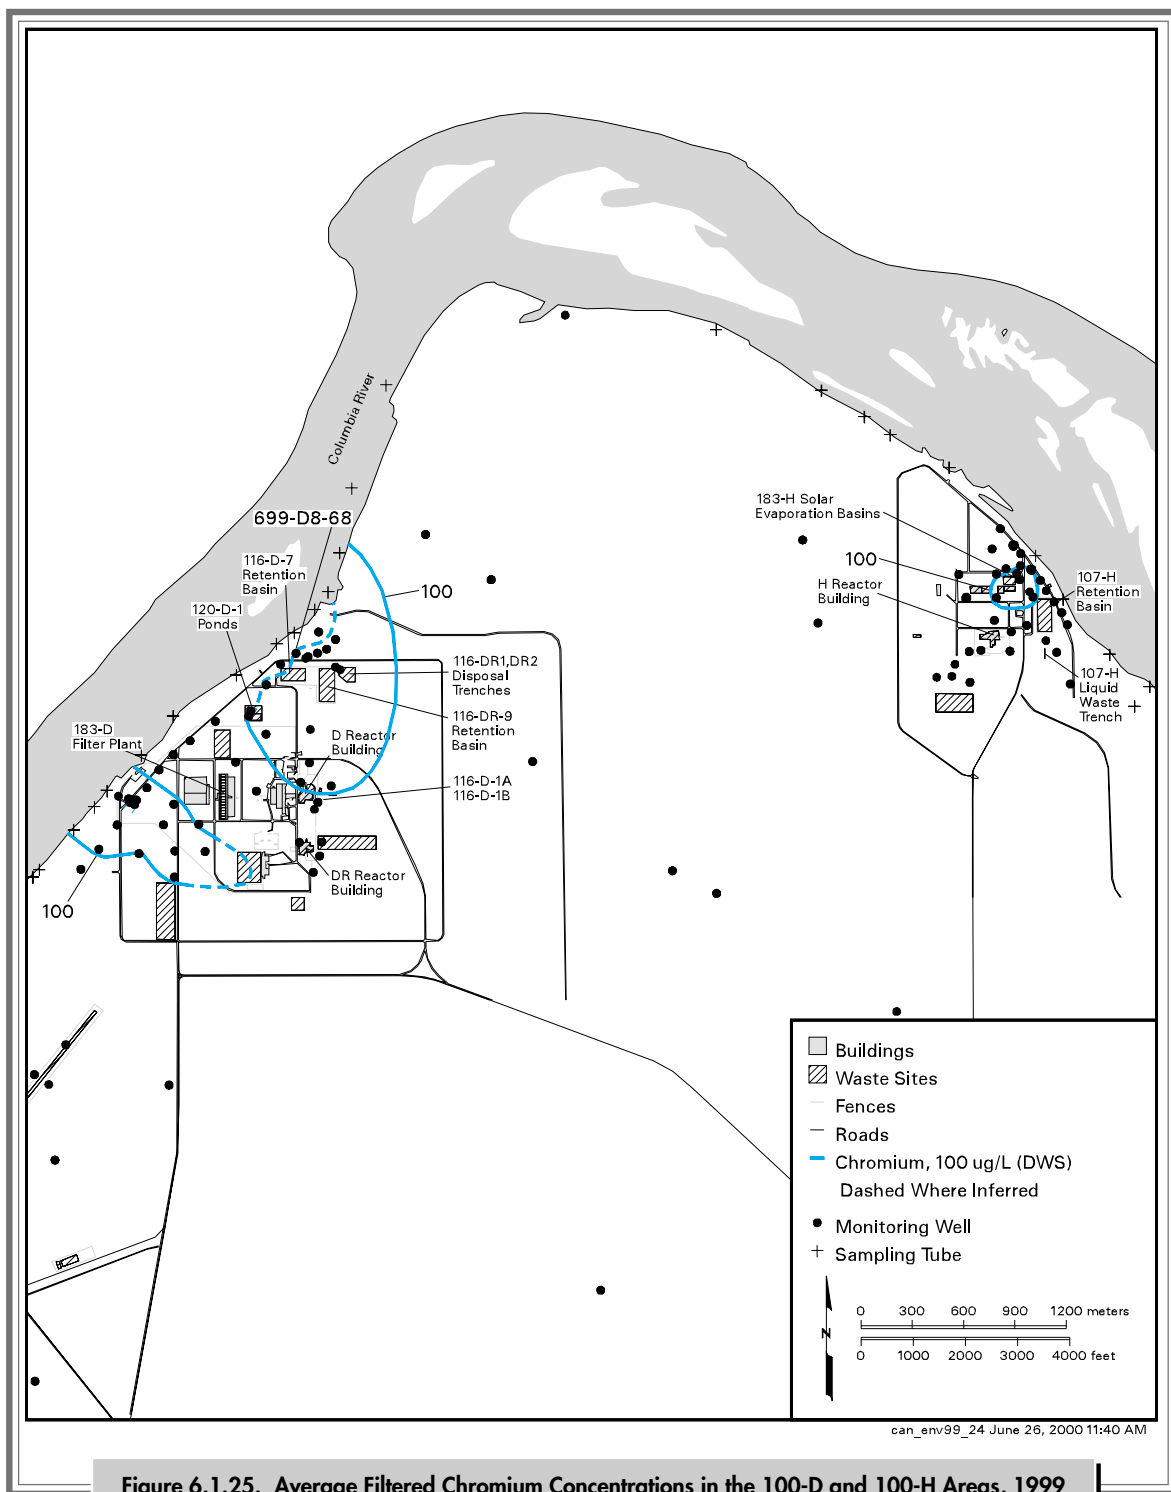 Columbia River
699-D8-68
116-D-7
Retention
Basin
120-D-1
Ponds
100
183-D
Filter Plant
116-DR1,DR2
Disposal
Trenches
116-DR-9
Retention
Basin
D Reactor
Building
116-D-1A
116-D-1B
DR Reactor
Building
100
183-H Solar
Evaporation Basins
100
H Reactor
Building
107-H
Retention
Basin
107-H
Liquid
Waste
Trench
Buildings
Waste Sites
Fences
Roads
Chromium, 100 ug/L (DWS)
Dashed Where Inferred
Monitoring Well
Sampling Tube
N
0 300 600 900 1200 meters
0 1000 2000 3000 4000 feet
can_env99_24 June 26, 2000 11:40 AM
Figure 6.1.25. Average Filtered Chromium Concentrations in the 100-D and 100-H Areas, 1999